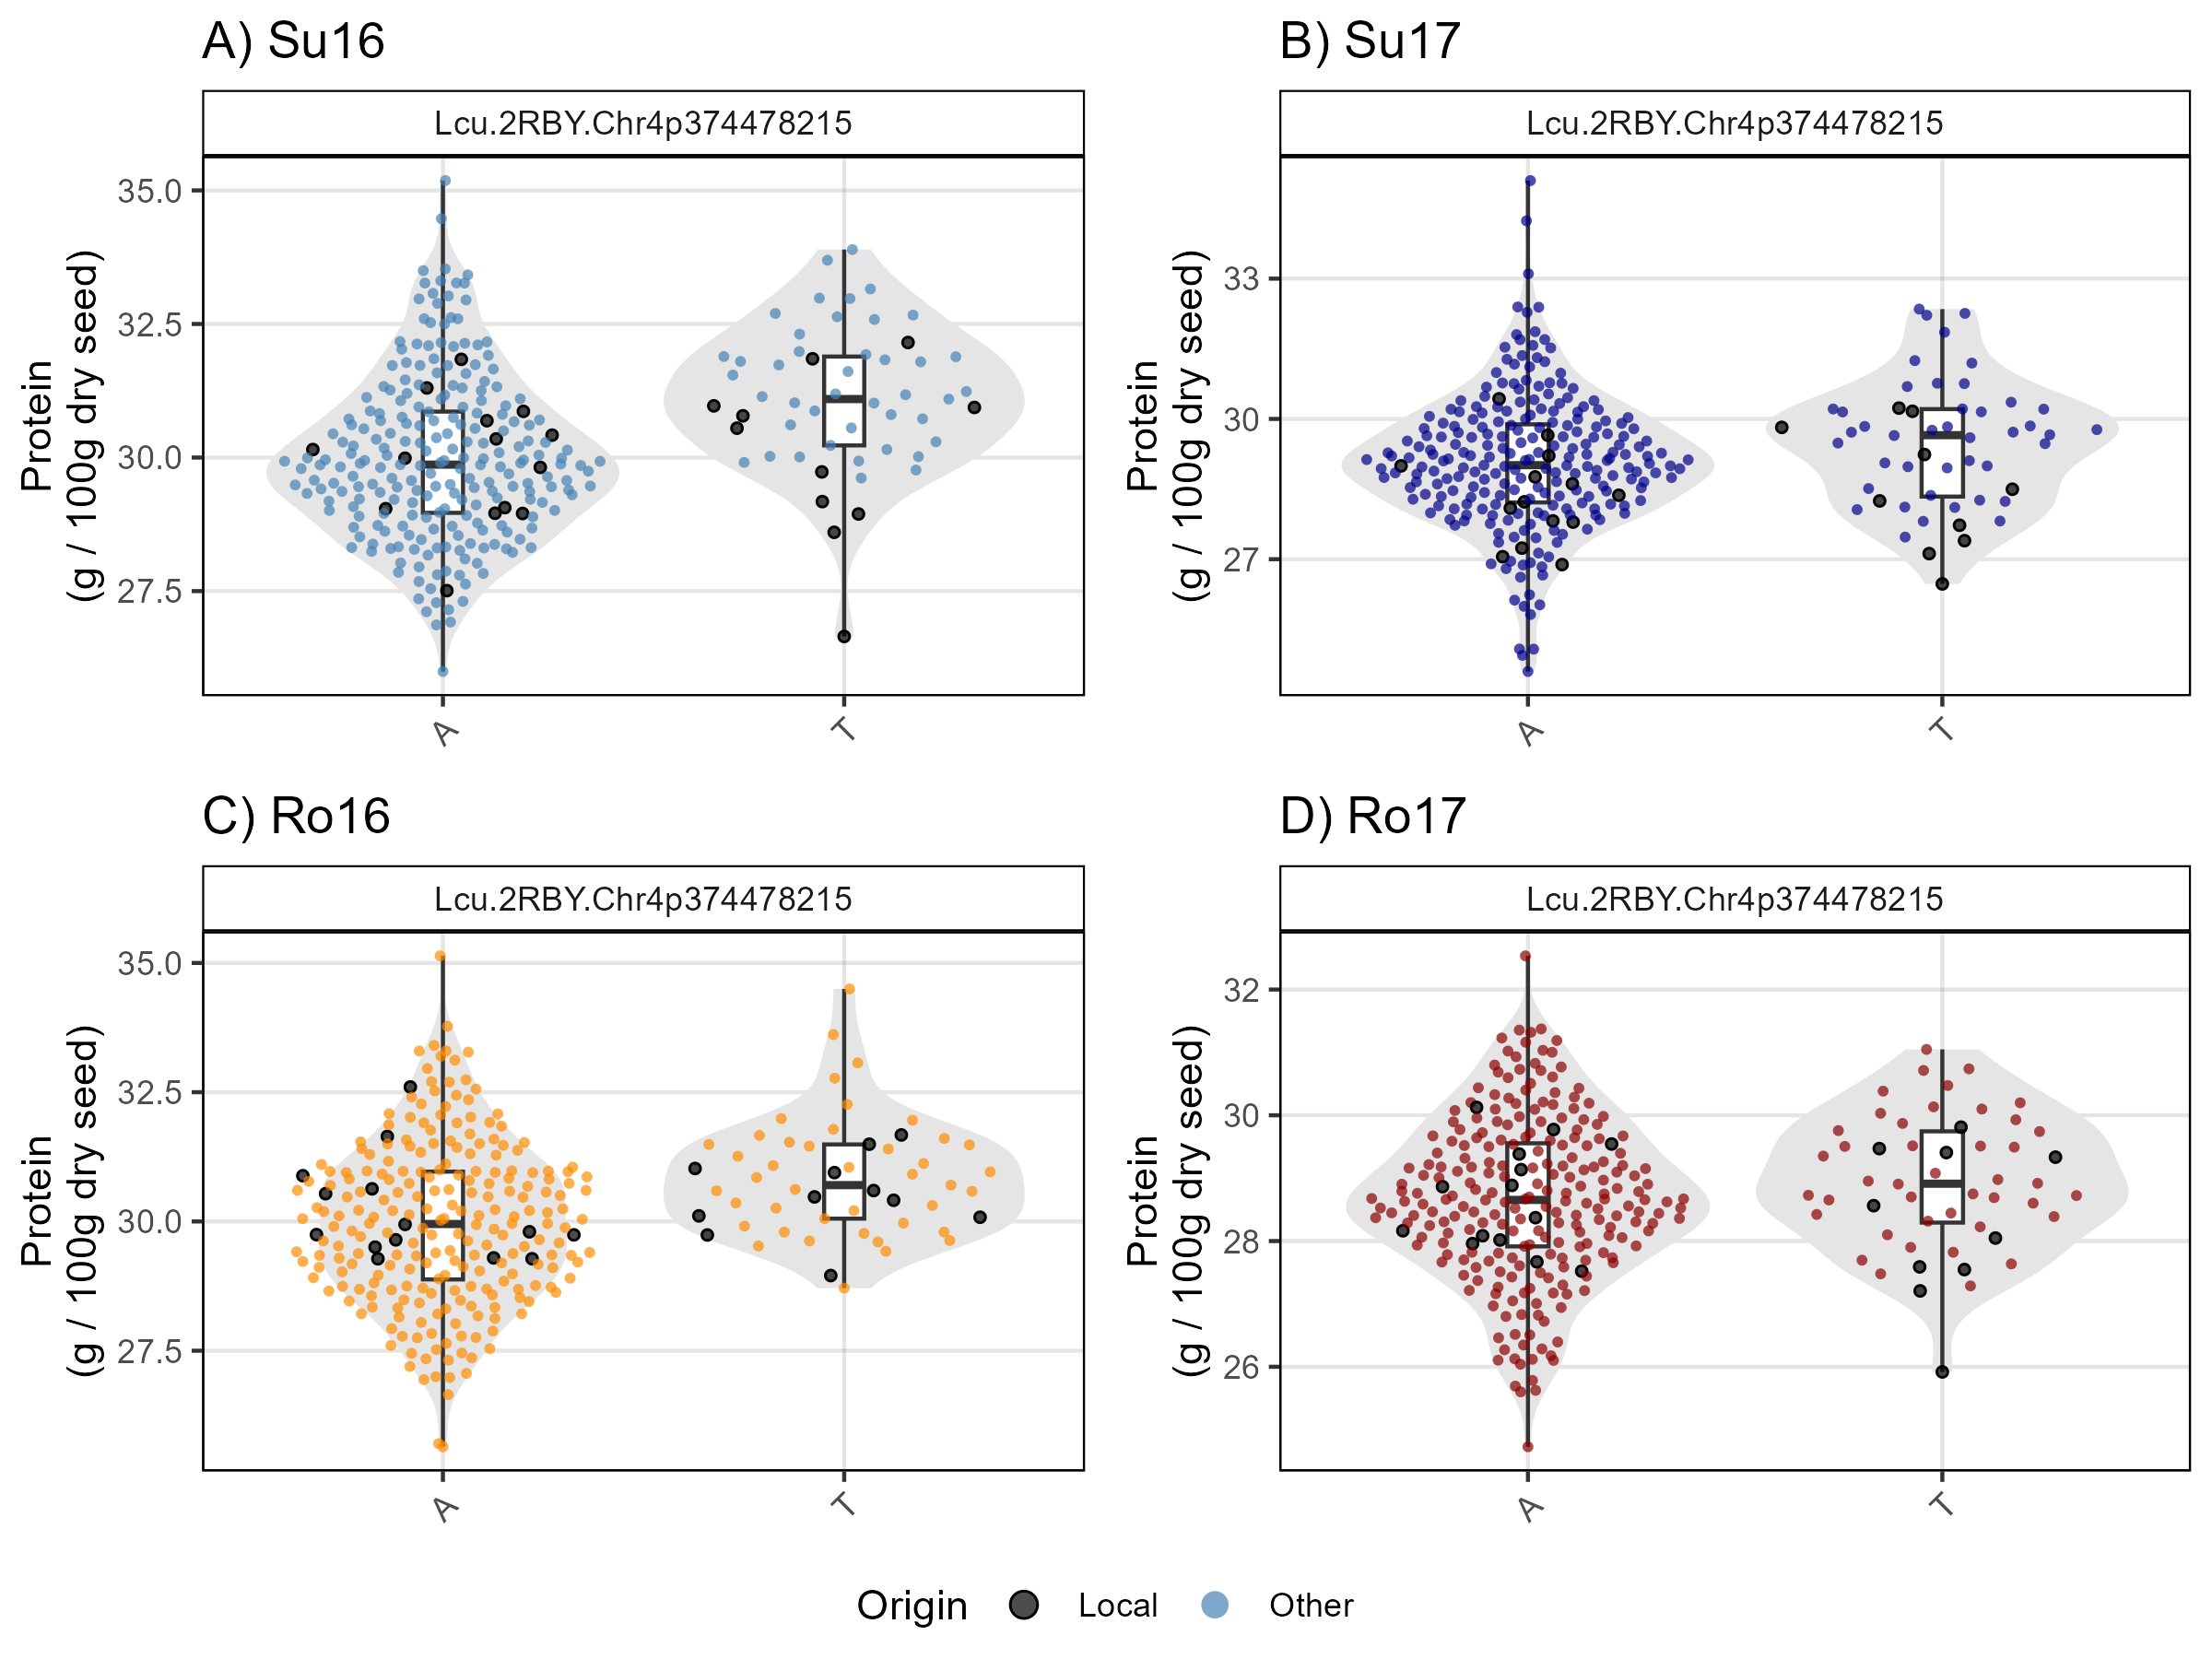 A) Su16
Lcu.2RBY.Chr4p374478215
Protein
(g / 100g dry seed)
35.0
32.5
30.0
27.5
A
T
B) Su17
Lcu.2RBY.Chr4p374478215
Protein
(g / 100g dry seed)
33
30
27
A
T
C) Ro16
Lcu.2RBY.Chr4p374478215
Protein
(g / 100g dry seed)
35.0
32.5
30.0
27.5
A
T
D) Ro17
Lcu.2RBY.Chr4p374478215
Protein
(g / 100g dry seed)
32
30
28
26
A
T
Origin
Local
Other